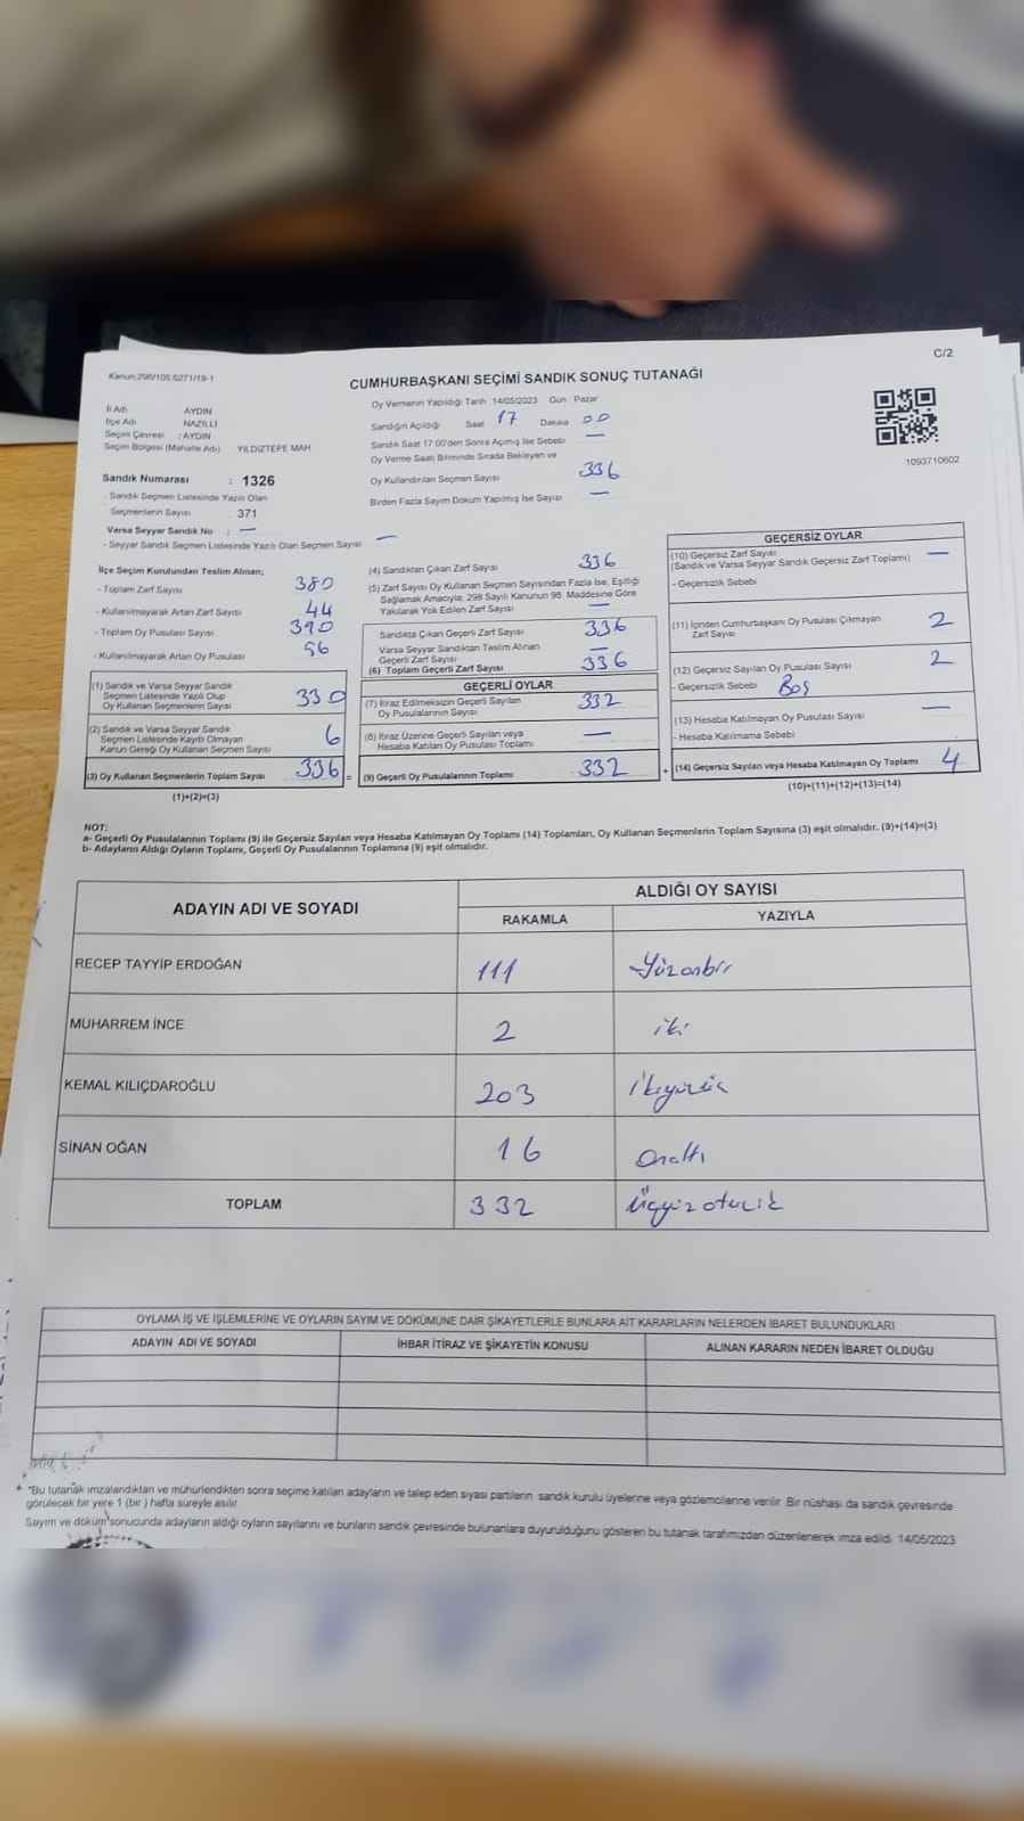 C/2
Kanun:298/105,6271/19-1
CUMHURBAŞKANI SEÇİMİ SANDIK SONUÇ TUTANAĞI
İl Adı AYDIN
İlçe Adı NAZİLLİ
Seçim Çevresi : AYDIN
Seçim Bölgesi (Mahalle Adı) YILDIZTEPE MAH
Oy Vermenin Yapıldığı Tarih 14/05/2023 Gün Pazar
Sandığın Açıldığı Saat 17 Dakika 00
Sandık Saat 17:00'den Sonra Açılmış İse Sebebi —
Oy Verme Saati Bitiminde Sırada Bekleyen ve
Oy Kullandırılan Seçmen Sayısı 336
Birden Fazla Sayım Döküm Yapılmış İse Sayısı —
1093710602
Sandık Numarası : 1326
- Sandık Seçmen Listesinde Yazılı Olan
Seçmenlerin Sayısı 371
Varsa Seyyar Sandık No : —
- Seyyar Sandık Seçmen Listesinde Yazılı Olan Seçmen Sayısı —
İlçe Seçim Kurulundan Teslim Alınan;
- Toplam Zarf Sayısı 380
- Kullanılmayarak Artan Zarf Sayısı 44
- Toplam Oy Pusulası Sayısı 390
- Kullanılmayarak Artan Oy Pusulası 56
(1) Sandık ve Varsa Seyyar Sandık
Seçmen Listesinde Yazılı Olup
Oy Kullanan Seçmenlerin Sayısı 330
(2) Sandık ve Varsa Seyyar Sandık
Seçmen Listesinde Kayıtlı Olmayan
Kanun Gereği Oy Kullanan Seçmen Sayısı 6
(3) Oy Kullanan Seçmenlerin Toplam Sayısı 336 =
(1)+(2)=(3)
(4) Sandıktan Çıkan Zarf Sayısı 336
(5) Zarf Sayısı Oy Kullanan Seçmen Sayısından Fazla İse, Eşitliği
Sağlamak Amacıyla; 298 Sayılı Kanunun 98. Maddesine Göre
Yakılarak Yok Edilen Zarf Sayısı —
Sandıkta Çıkan Geçerli Zarf Sayısı 336
Varsa Seyyar Sandıktan Teslim Alınan
Geçerli Zarf Sayısı —
(6) Toplam Geçerli Zarf Sayısı 336
GEÇERLİ OYLAR
(7) İtiraz Edilmeksizin Geçerli Sayılan
Oy Pusulalarının Sayısı 332
(8) İtiraz Üzerine Geçerli Sayılan veya
Hesaba Katılan Oy Pusulası Toplamı —
(9) Geçerli Oy Pusulalarının Toplamı 332 +
GEÇERSİZ OYLAR
(10) Geçersiz Zarf Sayısı
(Sandık ve Varsa Seyyar Sandık Geçersiz Zarf Toplamı) —
- Geçersizlik Sebebi
(11) İçinden Cumhurbaşkanı Oy Pusulası Çıkmayan
Zarf Sayısı 2
(12) Geçersiz Sayılan Oy Pusulası Sayısı 2
- Geçersizlik Sebebi Boş
(13) Hesaba Katılmayan Oy Pusulası Sayısı —
- Hesaba Katılmama Sebebi
(14) Geçersiz Sayılan veya Hesaba Katılmayan Oy Toplamı 4
(10)+(11)+(12)+(13)=(14)
NOT:
a- Geçerli Oy Pusulalarının Toplamı (9) ile Geçersiz Sayılan veya Hesaba Katılmayan Oy Toplamı (14) Toplamları, Oy Kullanan Seçmenlerin Toplam Sayısına (3) eşit olmalıdır. (9)+(14)=(3)
b- Adayların Aldığı Oyların Toplamı, Geçerli Oy Pusulalarının Toplamına (9) eşit olmalıdır.
ADAYIN ADI VE SOYADI ALDIĞI OY SAYISI
RAKAMLA YAZIYLA
RECEP TAYYİP ERDOĞAN 111 Yüzonbir
MUHARREM İNCE 2 iki
KEMAL KILIÇDAROĞLU 203 ikiyüzüç
SİNAN OĞAN 16 Onaltı
TOPLAM 332
OYLAMA İŞ VE İŞLEMLERİNE VE OYLARIN SAYIM VE DÖKÜMÜNE DAİR ŞİKAYETLERLE BUNLARA AİT KARARLARIN NELERDEN İBARET BULUNDUKLARI
ADAYIN ADI VE SOYADI İHBAR İTİRAZ VE ŞİKAYETİN KONUSU ALINAN KARARIN NEDEN İBARET OLDUĞU
* "Bu tutanak imzalandıktan ve mühürlendikten sonra seçime katılan adayların ve talep eden siyasi partilerin sandık kurulu üyelerine veya gözlemcilerine verilir. Bir nüshası da sandık çevresinde
görülecek bir yere 1 (bir) hafta süreyle asılır
Sayım ve döküm sonucunda adayların aldığı oyların sayılarını ve bunların sandık çevresinde bulunanlara duyurulduğunu gösteren bu tutanak tarafımızdan düzenlenerek imza edildi. 14/05/2023